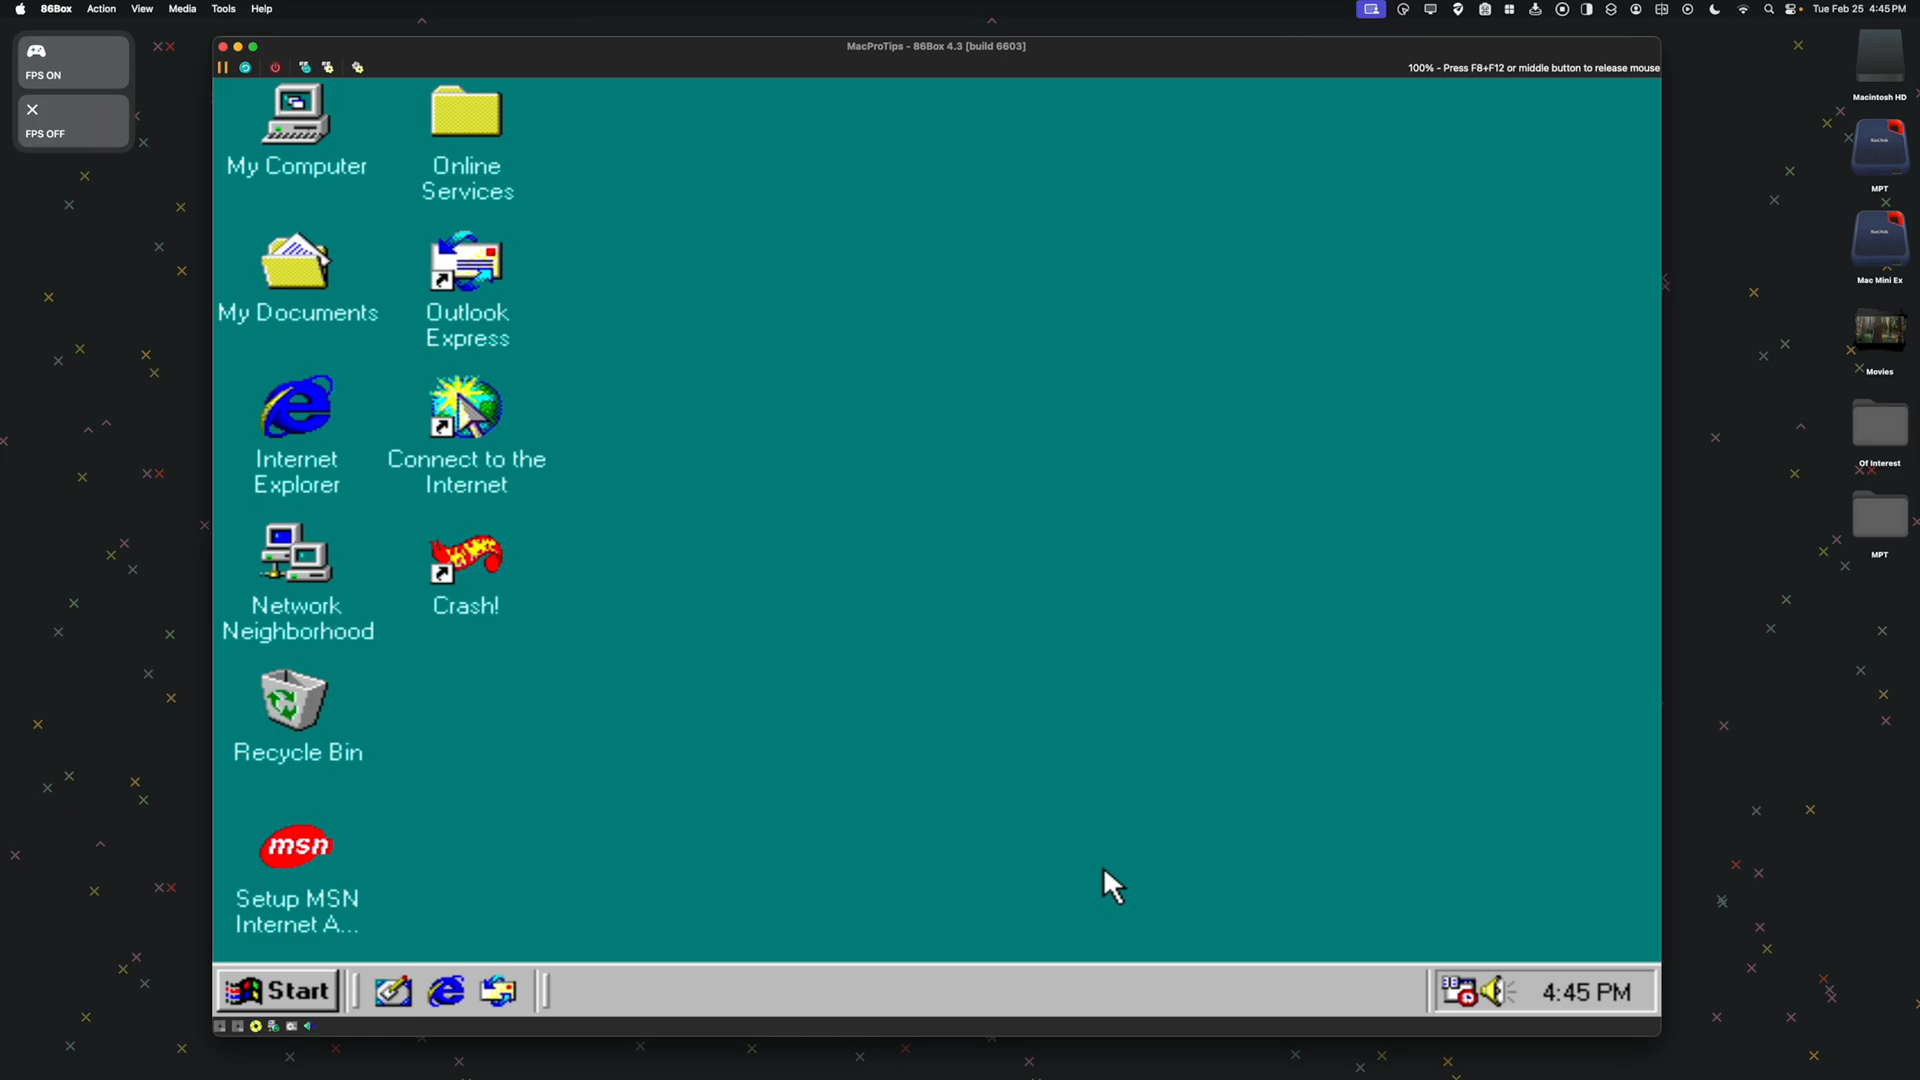 86Box Action View Media Tools Help
Tue Feb 25 4:45 PM
FPS ON
FPS OFF
MacProTips - 86Box 4.3 [build 6603]
100% - Press F8+F12 or middle button to release mouse
My Computer
Online
Services
My Documents
Outlook
Express
Internet
Explorer
Connect to the
Internet
Network
Neighborhood
Crash!
Recycle Bin
msn
Setup MSN
Internet A...
Start
4:45 PM
Macintosh HD
SanDisk
MPT
SanDisk
Mac Mini Ex
Movies
Of Interest
MPT